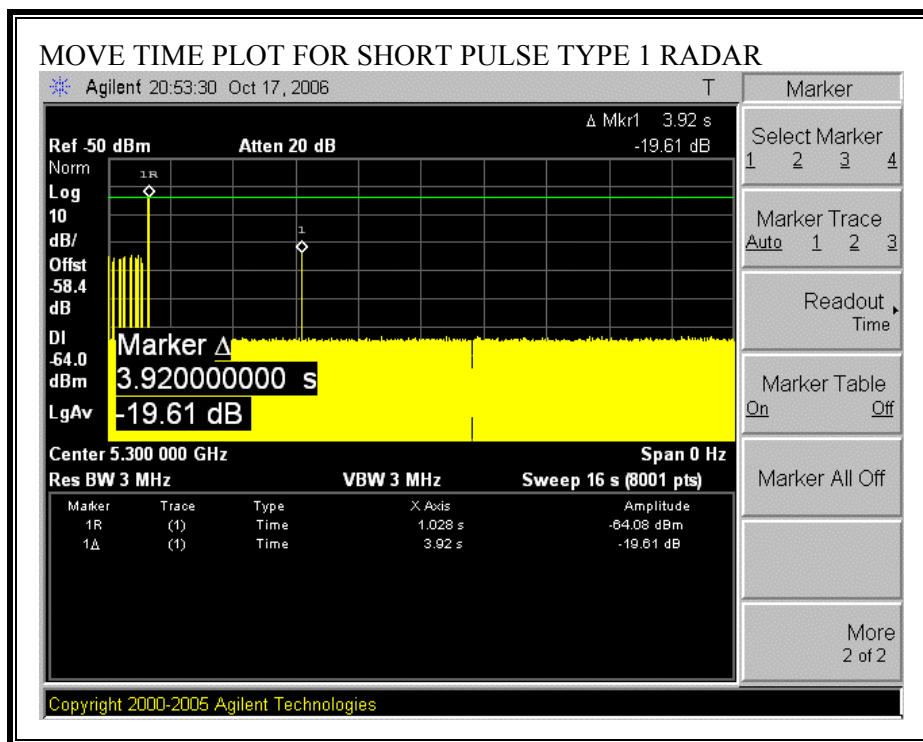 MOVE TIME PLOT FOR SHORT PULSE TYPE 1 RADAR
Agilent 20:53:30 Oct 17, 2006 T
Marker
Δ Mkr1 3.92 s
Ref -50 dBm Atten 20 dB -19.61 dB
Norm
Log
10
dB/
Offst
-58.4
dB
DI
-64.0
dBm
LgAv
1R
1
Marker Δ
3.920000000 s
-19.61 dB
Center 5.300 000 GHz Span 0 Hz
Res BW 3 MHz VBW 3 MHz Sweep 16 s (8001 pts)
Marker Trace Type X Axis Amplitude
1R (1) Time 1.028 s -64.08 dBm
1Δ (1) Time 3.92 s -19.61 dB
Select Marker
1 2 3 4
Marker Trace
Auto 1 2 3
Readout
Time
Marker Table
On Off
Marker All Off
More
2 of 2
Copyright 2000-2005 Agilent Technologies